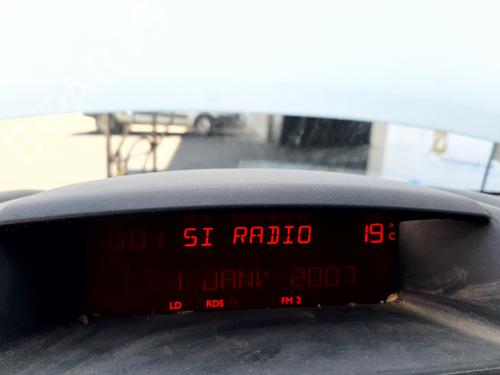 SI RADIO 19°C
1 JANV 2007
LD RDS FM 2